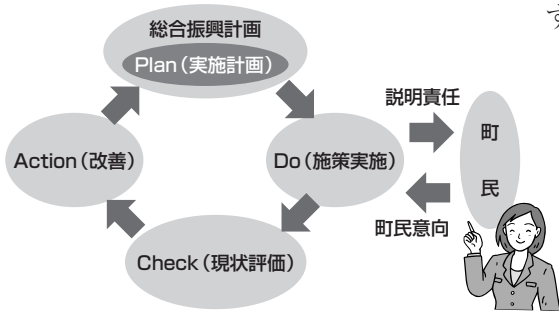 総合振興計画
Plan（実施計画）
説明責任
Action（改善）
Do（施策実施）
町民
町民意向
Check（現状評価）